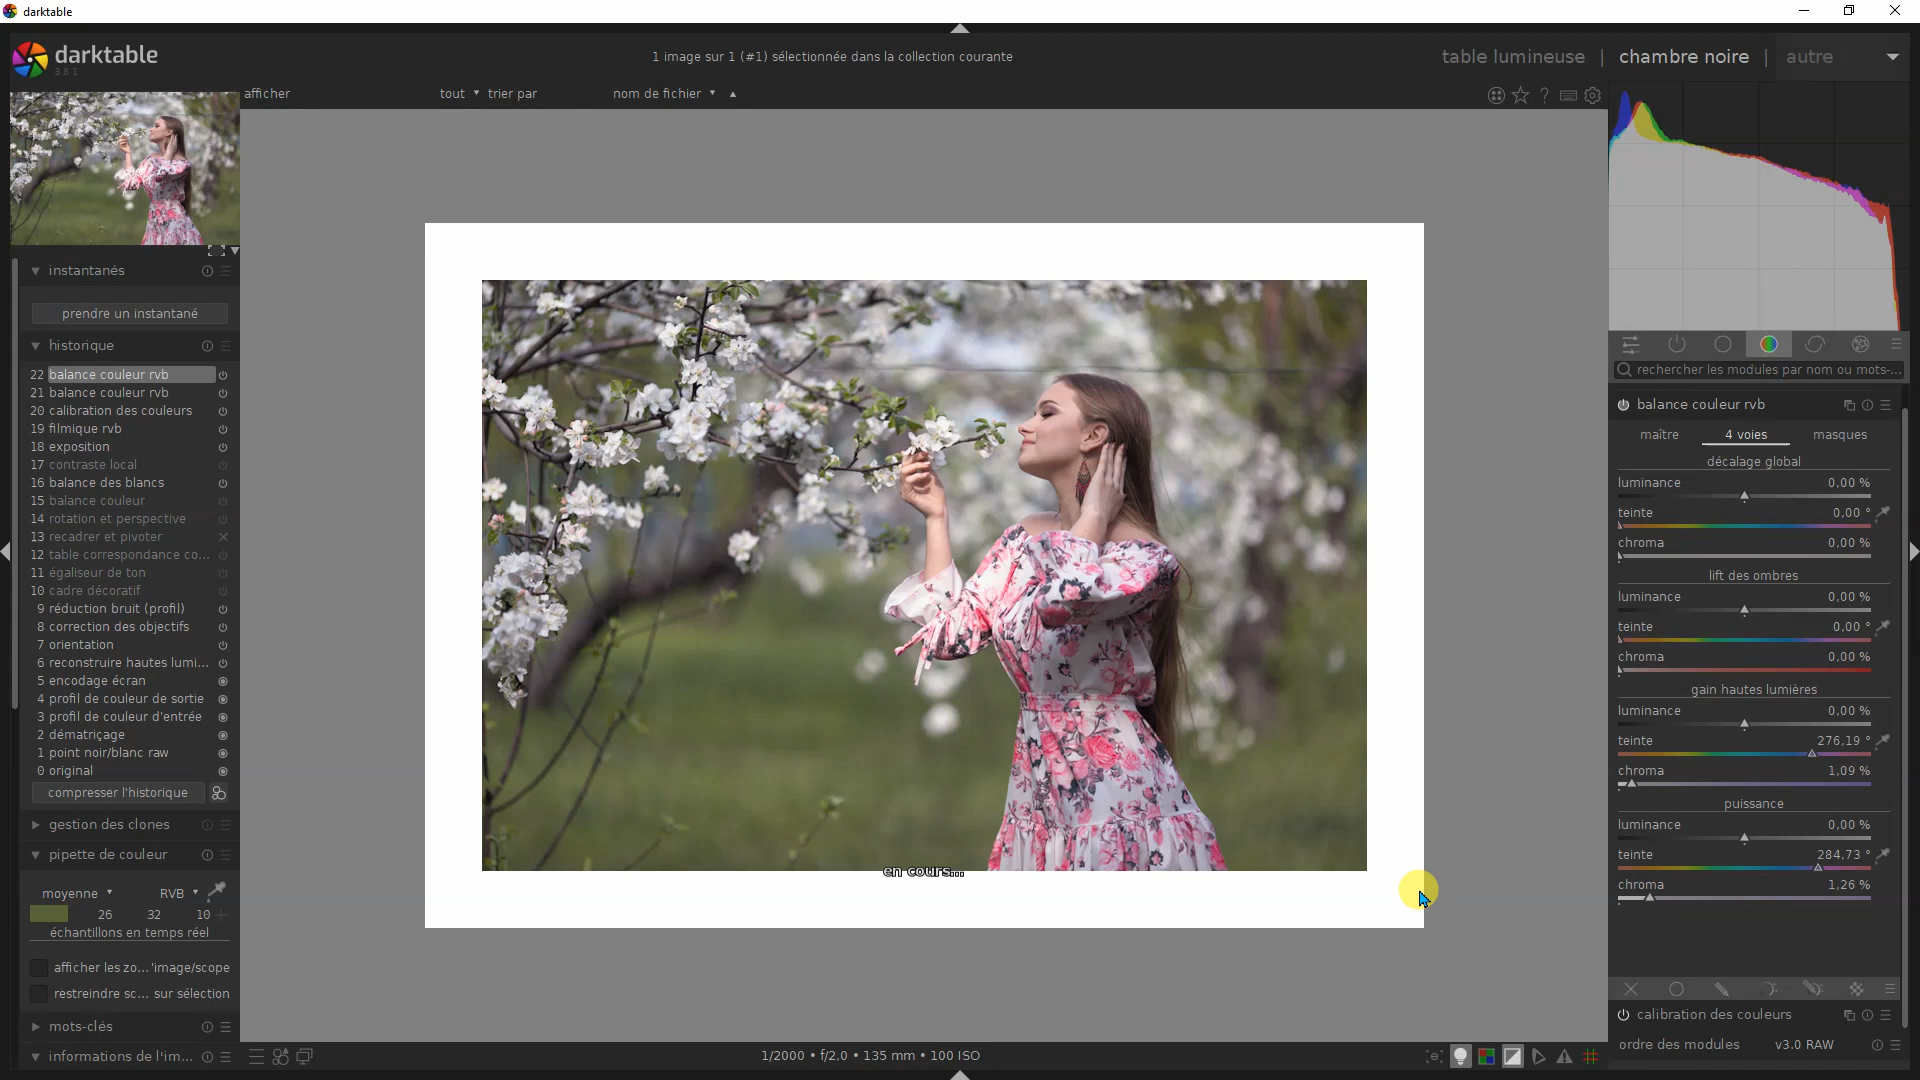 darktable
darktable
3.8.1
1 image sur 1 (#1) sélectionnée dans la collection courante
table lumineuse | chambre noire | autre
afficher tout trier par nom de fichier
instantanés
prendre un instantané
historique
22 balance couleur rvb
21 balance couleur rvb
20 calibration des couleurs
19 filmique rvb
18 exposition
17 contraste local
16 balance des blancs
15 balance couleur
14 rotation et perspective
13 recadrer et pivoter
12 table correspondance co...
11 égaliseur de ton
10 cadre décoratif
9 réduction bruit (profil)
8 correction des objectifs
7 orientation
6 reconstruire hautes lumi...
5 encodage écran
4 profil de couleur de sortie
3 profil de couleur d'entrée
2 dématriçage
1 point noir/blanc raw
0 original
compresser l'historique
gestion des clones
pipette de couleur
moyenne RVB
26 32 10
échantillons en temps réel
afficher les zo...'image/scope
restreindre sc... sur sélection
mots-clés
informations de l'im...
en cours...
1/2000 • f/2,0 • 135 mm • 100 ISO
rechercher les modules par nom ou mots-...
balance couleur rvb
maître 4 voies masques
décalage global
luminance 0,00 %
teinte 0,00 °
chroma 0,00 %
lift des ombres
luminance 0,00 %
teinte 0,00 °
chroma 0,00 %
gain hautes lumières
luminance 0,00 %
teinte 276,19 °
chroma 1,09 %
puissance
luminance 0,00 %
teinte 284,73 °
chroma 1,26 %
calibration des couleurs
ordre des modules v3.0 RAW